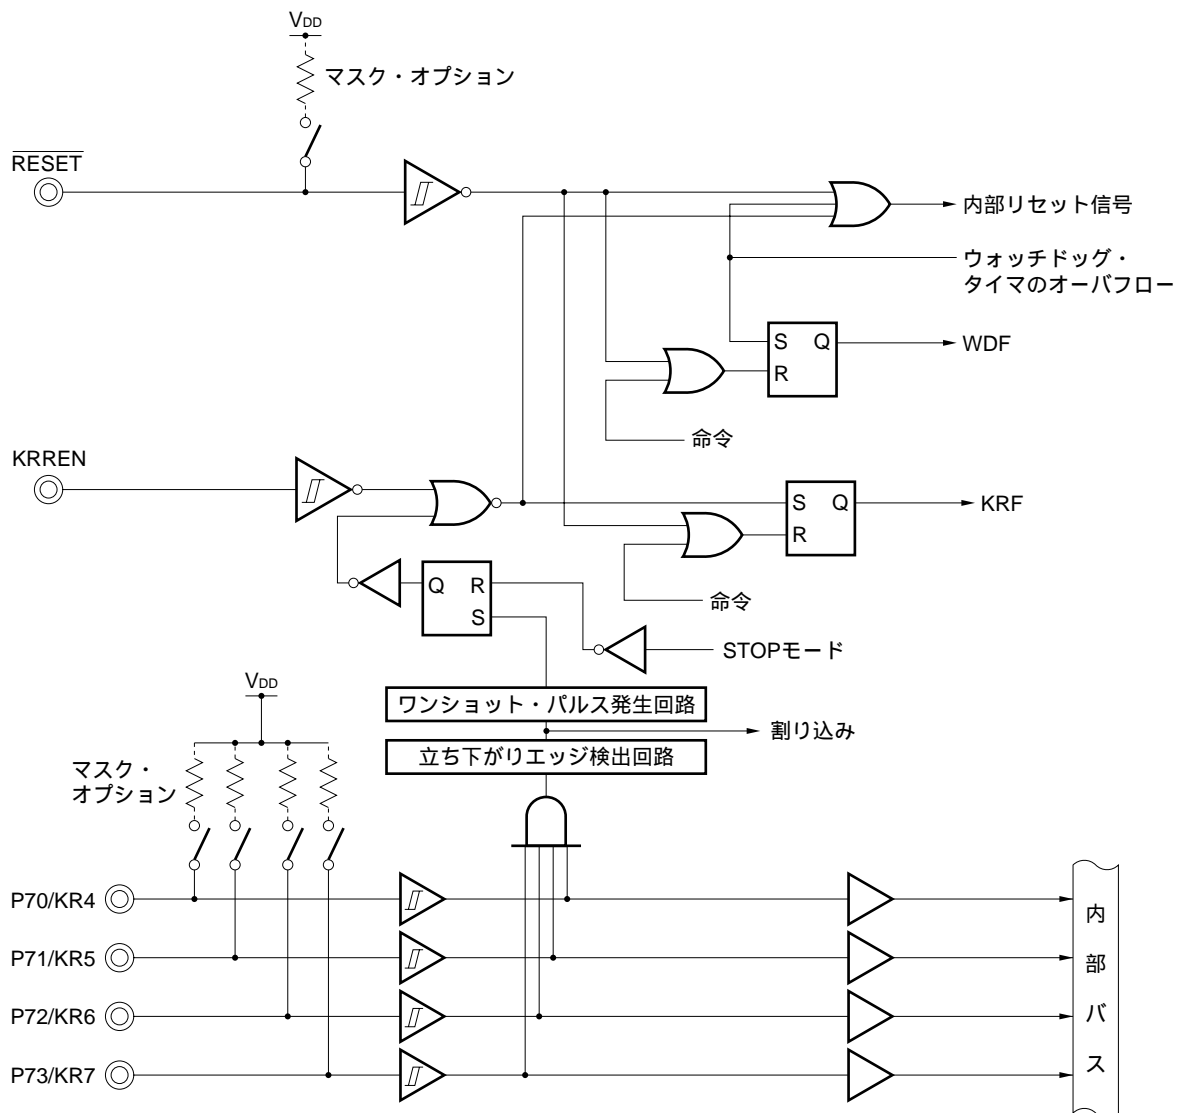 VDD
マスク・オプション
RESET
内部リセット信号
ウォッチドッグ・
タイマのオーバフロー
S Q
R
WDF
命令
KRREN
S Q
R
KRF
Q R
S
命令
STOPモード
VDD
ワンショット・パルス発生回路
割り込み
立ち下がりエッジ検出回路
マスク・
オプション
P70/KR4
P71/KR5
P72/KR6
P73/KR7
内部バス